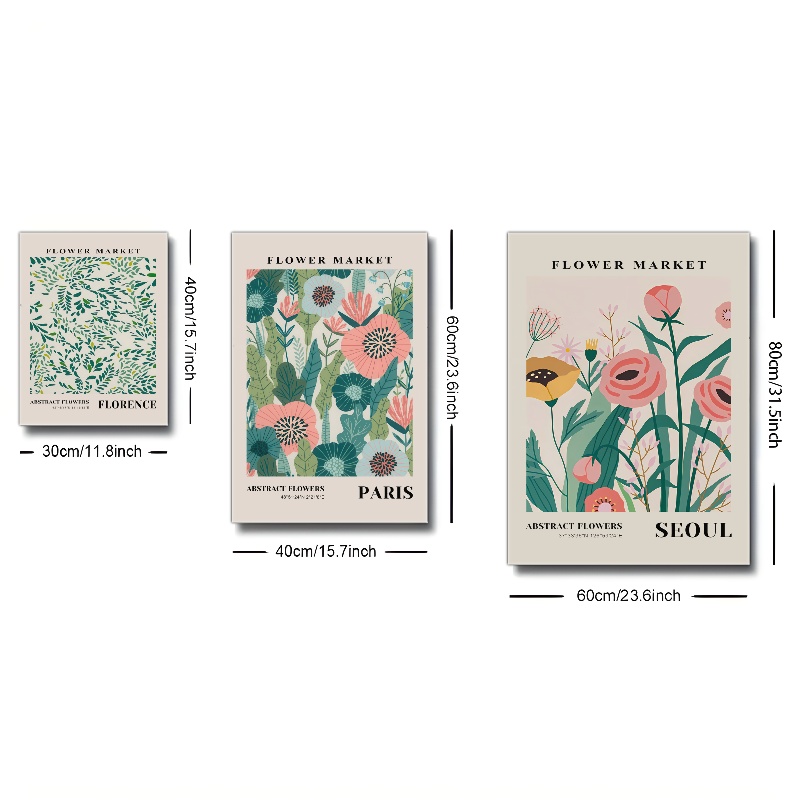 FLOWER MARKET
ABSTRACT FLOWERS
FLORENCE
40cm/15.7inch
30cm/11.8inch
FLOWER MARKET
ABSTRACT FLOWERS
PARIS
60cm/23.6inch
40cm/15.7inch
FLOWER MARKET
ABSTRACT FLOWERS
SEOUL
80cm/31.5inch
60cm/23.6inch